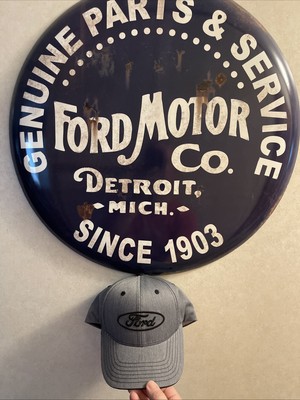 GENUINE PARTS & SERVICE
FORD MOTOR
CO.
DETROIT,
MICH.
SINCE 1903
Ford